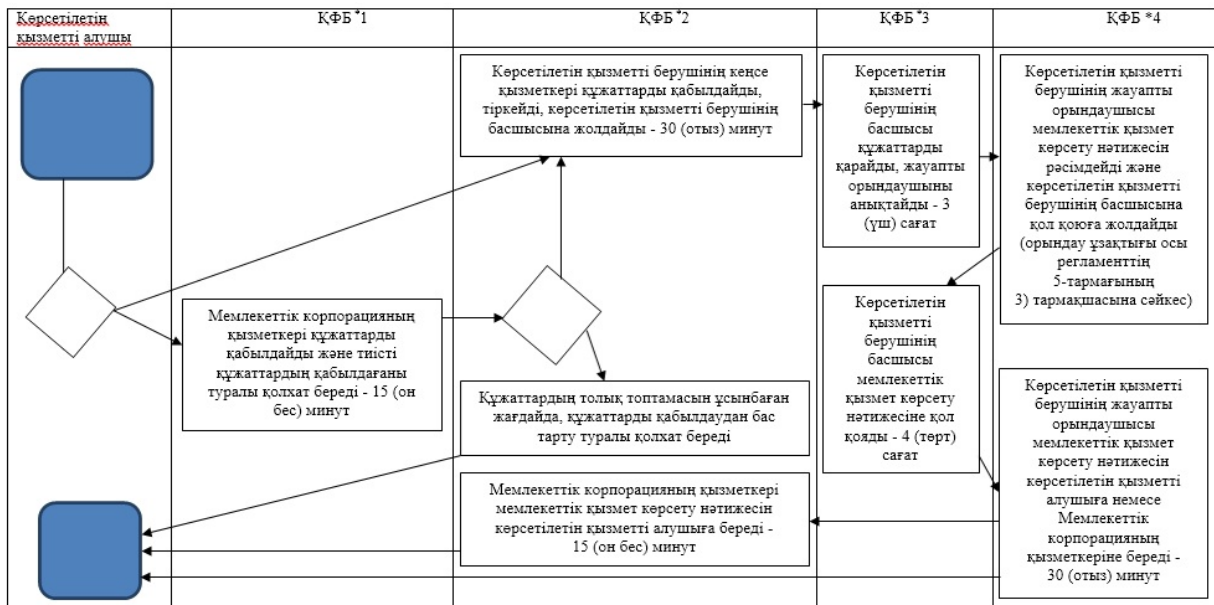 Көрсетілетін
қызметті алушы
ҚФБ *1
ҚФБ *2
ҚФБ *3
ҚФБ *4
Көрсетілетін қызметті берушінің кеңсе
қызметкері құжаттарды қабылдайды,
тіркейді, көрсетілетін қызметті берушінің
басшысына жолдайды - 30 (отыз) минут
Көрсетілетін
қызметті
берушінің
басшысы
құжаттарды
қарайды, жауапты
орындаушыны
анықтайды - 3
(үш) сағат
Көрсетілетін қызметті
берушінің жауапты
орындаушысы
мемлекеттік қызмет
көрсету нәтижесін
рәсімдейді және
көрсетілетін қызметті
берушінің басшысына
қол қоюға жолдайды
(орындау ұзақтығы осы
регламенттің
5-тармағының
3) тармақшасына сәйкес)
Мемлекеттік корпорацияның
қызметкері құжаттарды
қабылдайды және тиісті
құжаттардың қабылдағаны
туралы қолхат береді - 15 (он
бес) минут
Көрсетілетін
қызметті
берушінің
басшысы
мемлекеттік
қызмет көрсету
нәтижесіне қол
қояды - 4 (төрт)
сағат
Құжаттардың толық топтамасын ұсынбаған
жағдайда, құжаттарды қабылдаудан бас
тарту туралы қолхат береді
Мемлекеттік корпорацияның қызметкері
мемлекеттік қызмет көрсету нәтижесін
көрсетілетін қызметті алушыға береді -
15 (он бес) минут
Көрсетілетін қызметті
берушінің жауапты
орындаушысы
мемлекеттік қызмет
көрсету нәтижесін
көрсетілетін қызметті
алушыға немесе
Мемлекеттік
корпорацияның
қызметкеріне береді -
30 (отыз) минут